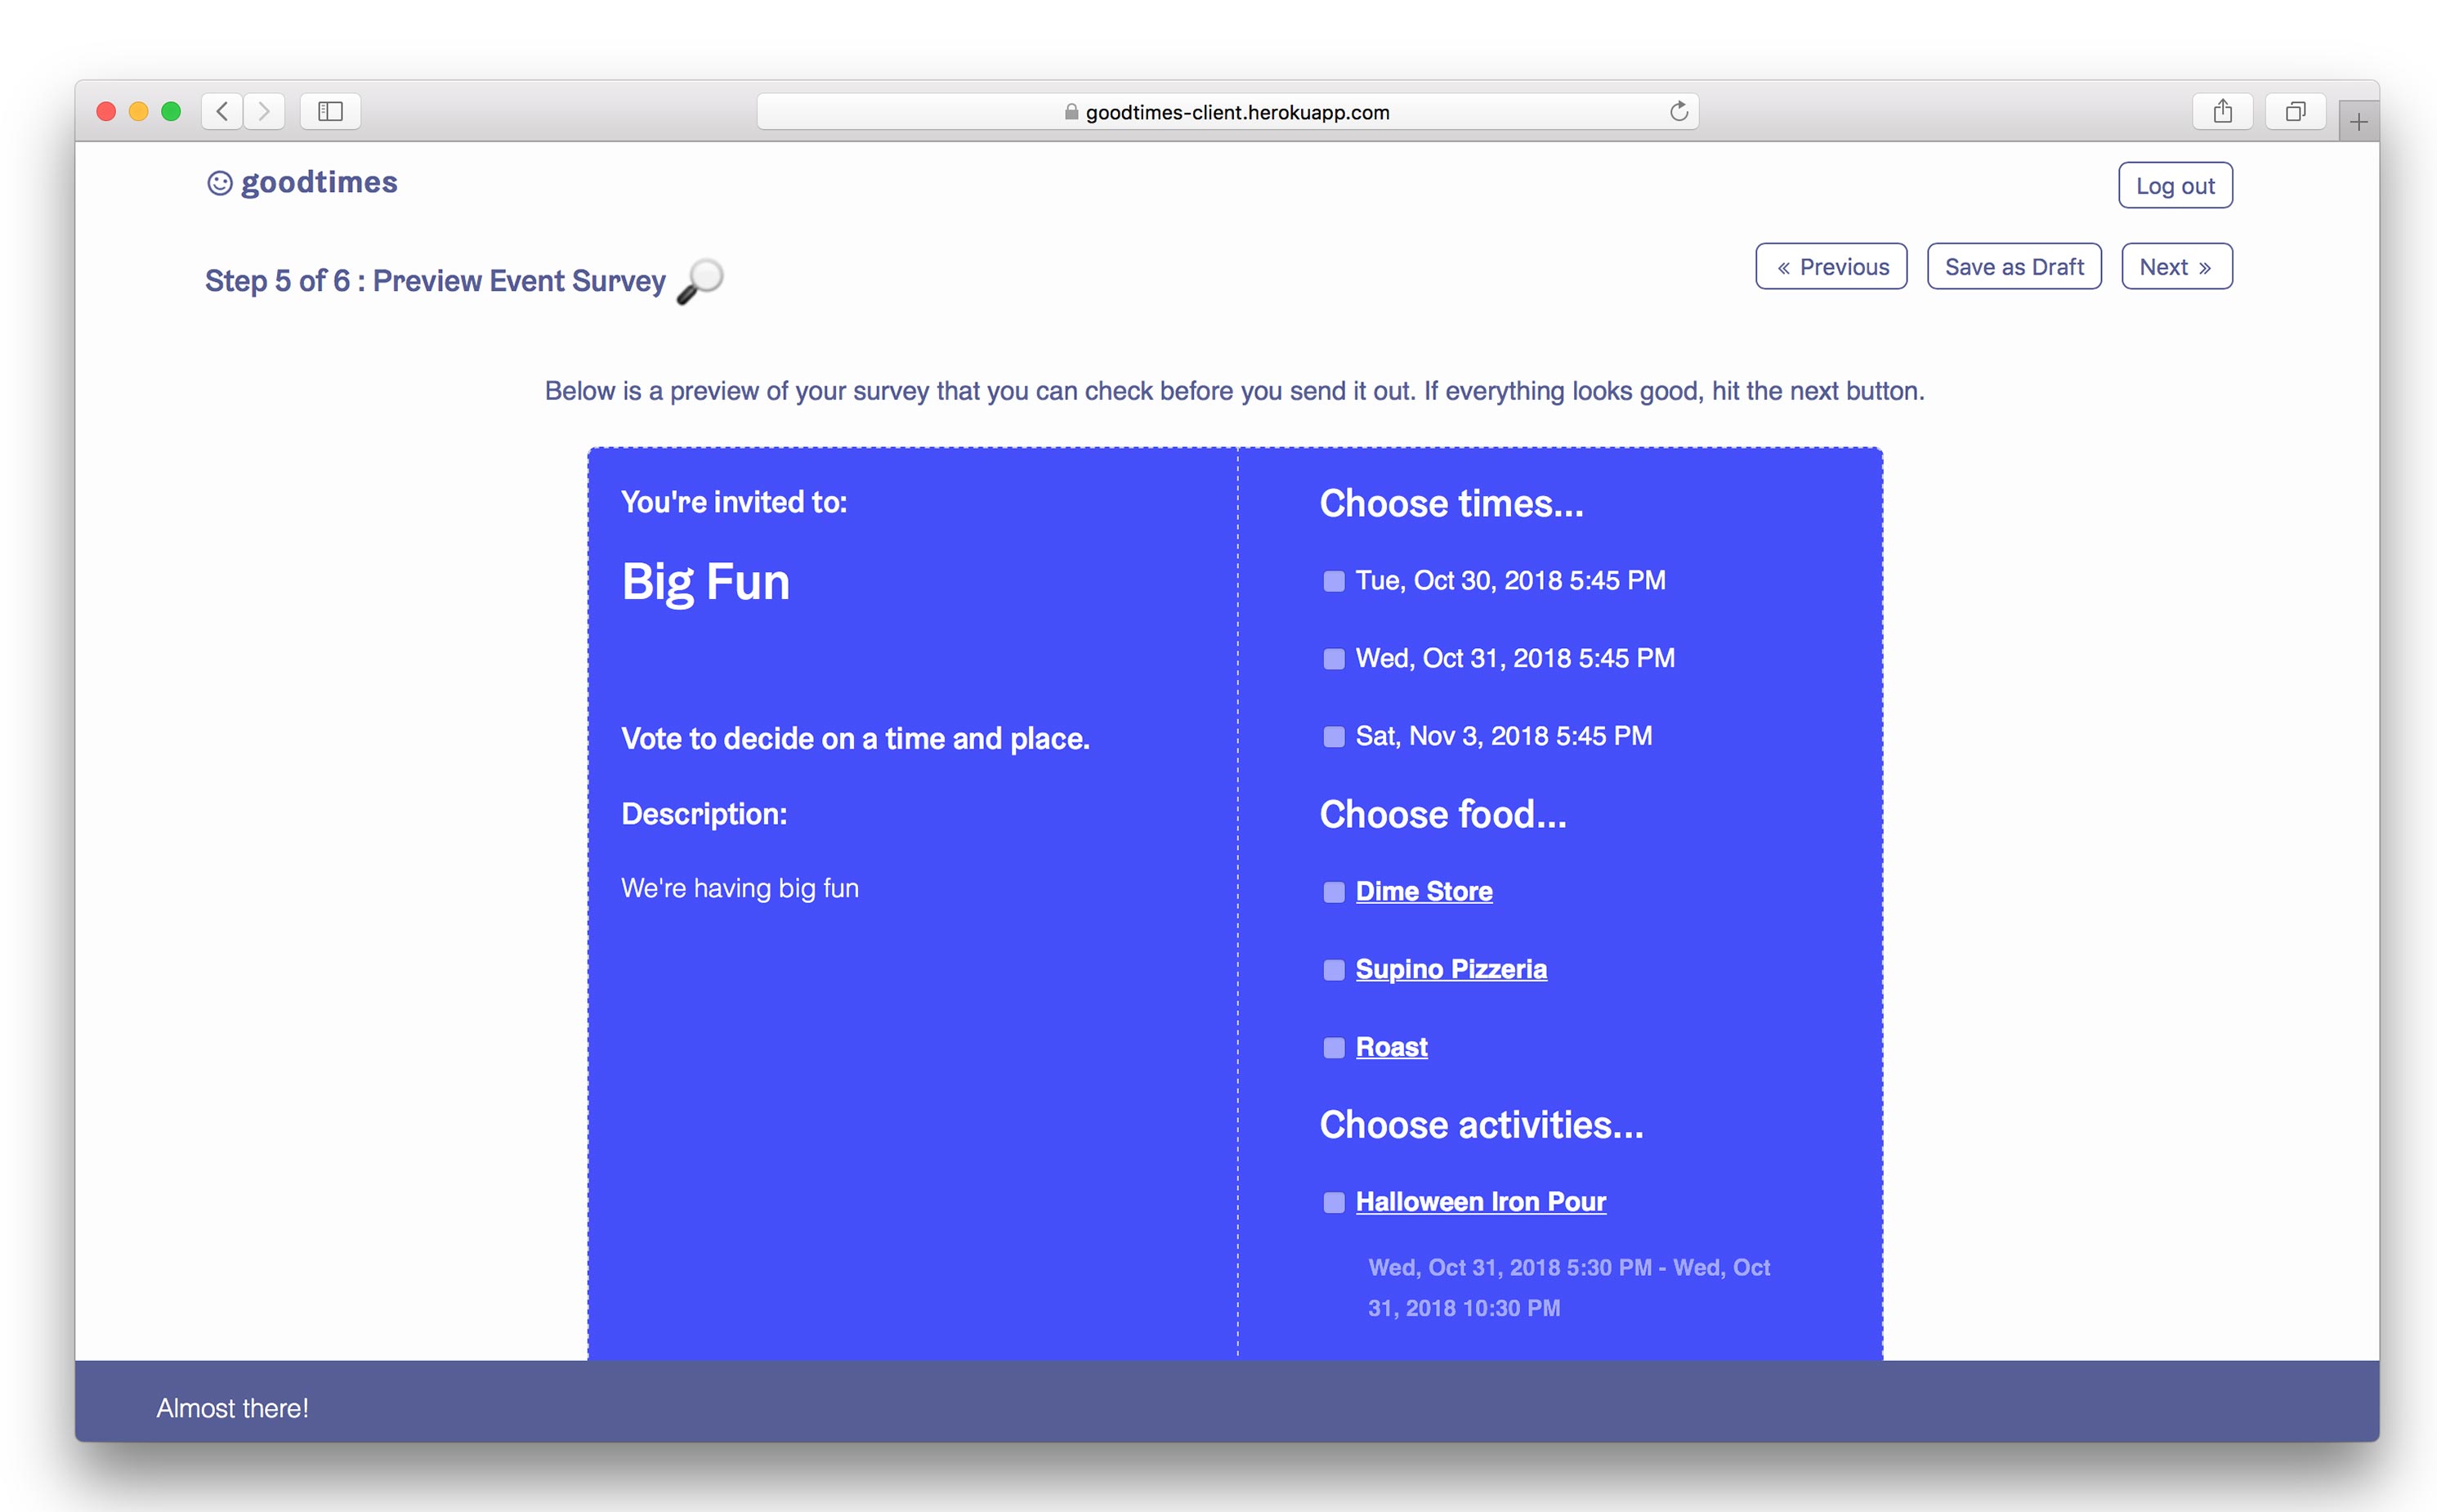 goodtimes-client.herokuapp.com
goodtimes
Log out
Step 5 of 6 : Preview Event Survey
« Previous
Save as Draft
Next »
Below is a preview of your survey that you can check before you send it out. If everything looks good, hit the next button.
You're invited to:
Big Fun
Vote to decide on a time and place.
Description:
We're having big fun
Choose times...
Tue, Oct 30, 2018 5:45 PM
Wed, Oct 31, 2018 5:45 PM
Sat, Nov 3, 2018 5:45 PM
Choose food...
Dime Store
Supino Pizzeria
Roast
Choose activities...
Halloween Iron Pour
Wed, Oct 31, 2018 5:30 PM - Wed, Oct
31, 2018 10:30 PM
Almost there!